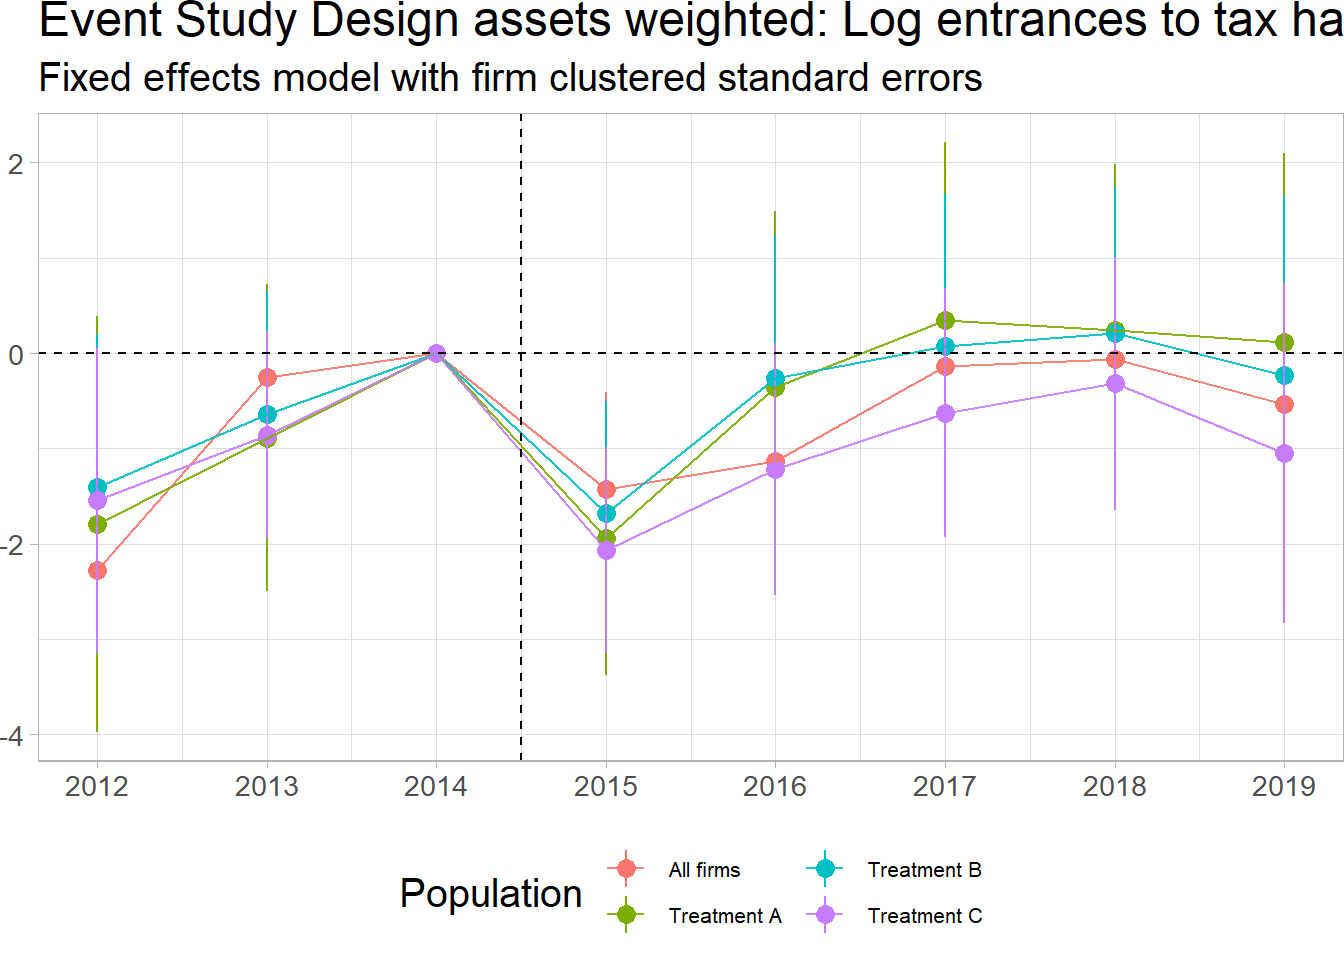 Event Study Design assets weighted: Log entrances to tax ha
Fixed effects model with firm clustered standard errors
2
0
-2
-4
2012 2013 2014 2015 2016 2017 2018 2019
Population
All firms
Treatment B
Treatment A
Treatment C